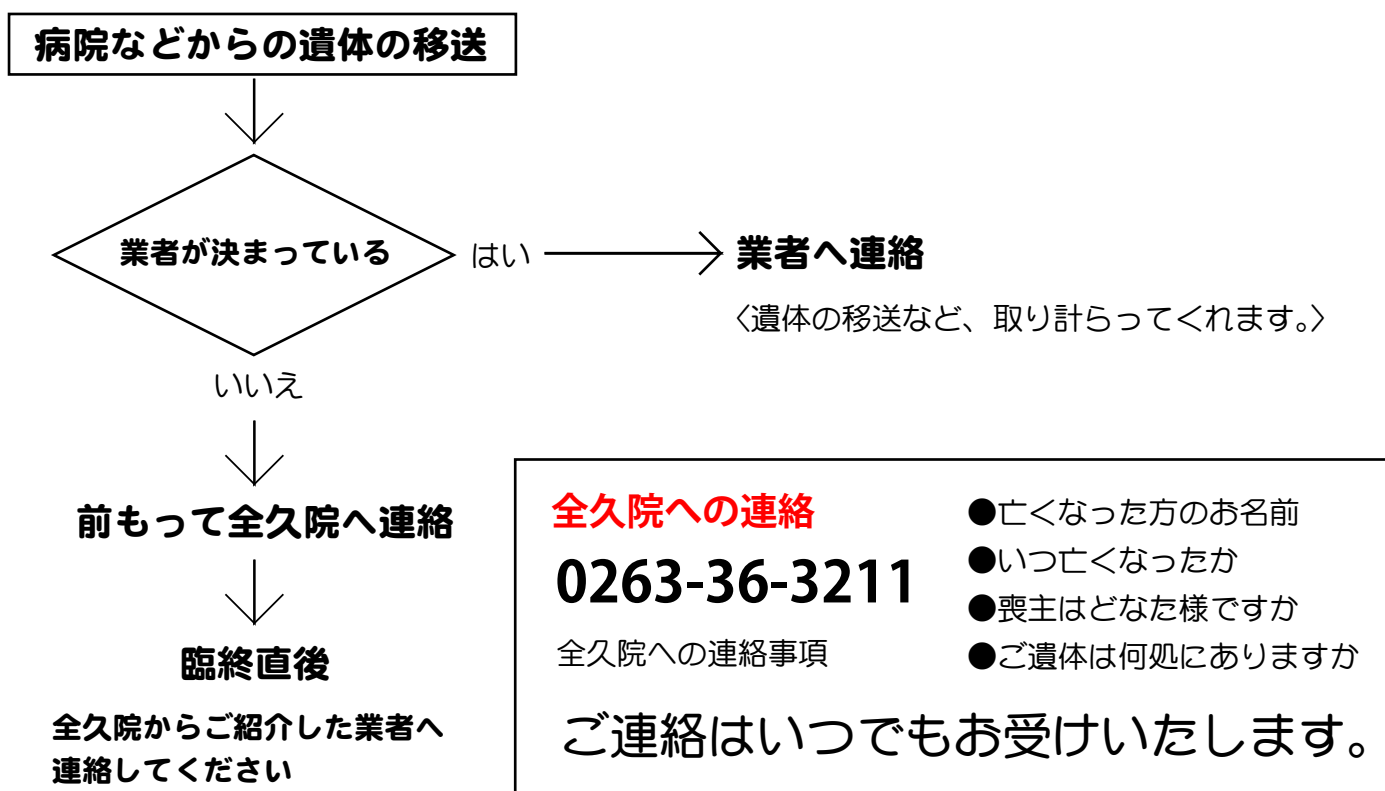 病院などからの遺体の移送
業者が決まっている
はい
業者へ連絡
〈遺体の移送など、取り計らってくれます。〉
いいえ
前もって全久院へ連絡
臨終直後
全久院からご紹介した業者へ
連絡してください
全久院への連絡
0263-36-3211
全久院への連絡事項
●亡くなった方のお名前
●いつ亡くなったか
●喪主はどなた様ですか
●ご遺体は何処にありますか
ご連絡はいつでもお受けいたします。